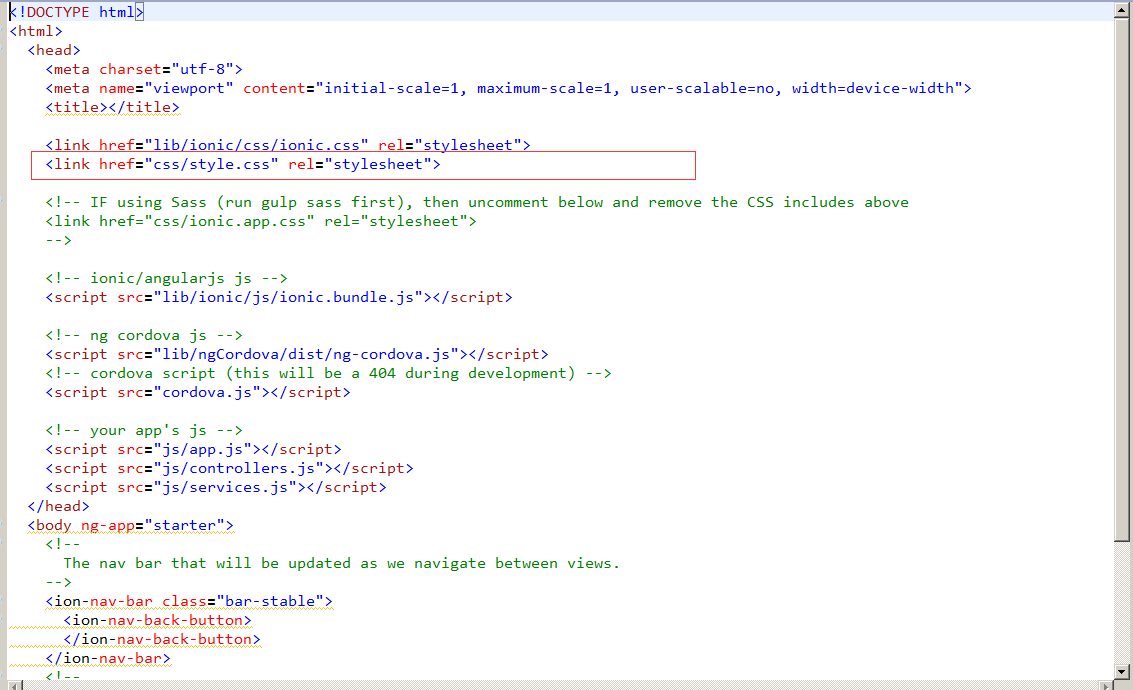 <!DOCTYPE html>
<html>
<head>
<meta charset="utf-8">
<meta name="viewport" content="initial-scale=1, maximum-scale=1, user-scalable=no, width=device-width">
<title></title>
<link href="lib/ionic/css/ionic.css" rel="stylesheet">
<link href="css/style.css" rel="stylesheet">
<!-- IF using Sass (run gulp sass first), then uncomment below and remove the CSS includes above
<link href="css/ionic.app.css" rel="stylesheet">
-->
<!-- ionic/angularjs js -->
<script src="lib/ionic/js/ionic.bundle.js"></script>
<!-- ng cordova js -->
<script src="lib/ngCordova/dist/ng-cordova.js"></script>
<!-- cordova script (this will be a 404 during development) -->
<script src="cordova.js"></script>
<!-- your app's js -->
<script src="js/app.js"></script>
<script src="js/controllers.js"></script>
<script src="js/services.js"></script>
</head>
<body ng-app="starter">
<!--
The nav bar that will be updated as we navigate between views.
-->
<ion-nav-bar class="bar-stable">
<ion-nav-back-button>
</ion-nav-back-button>
</ion-nav-bar>
<!--